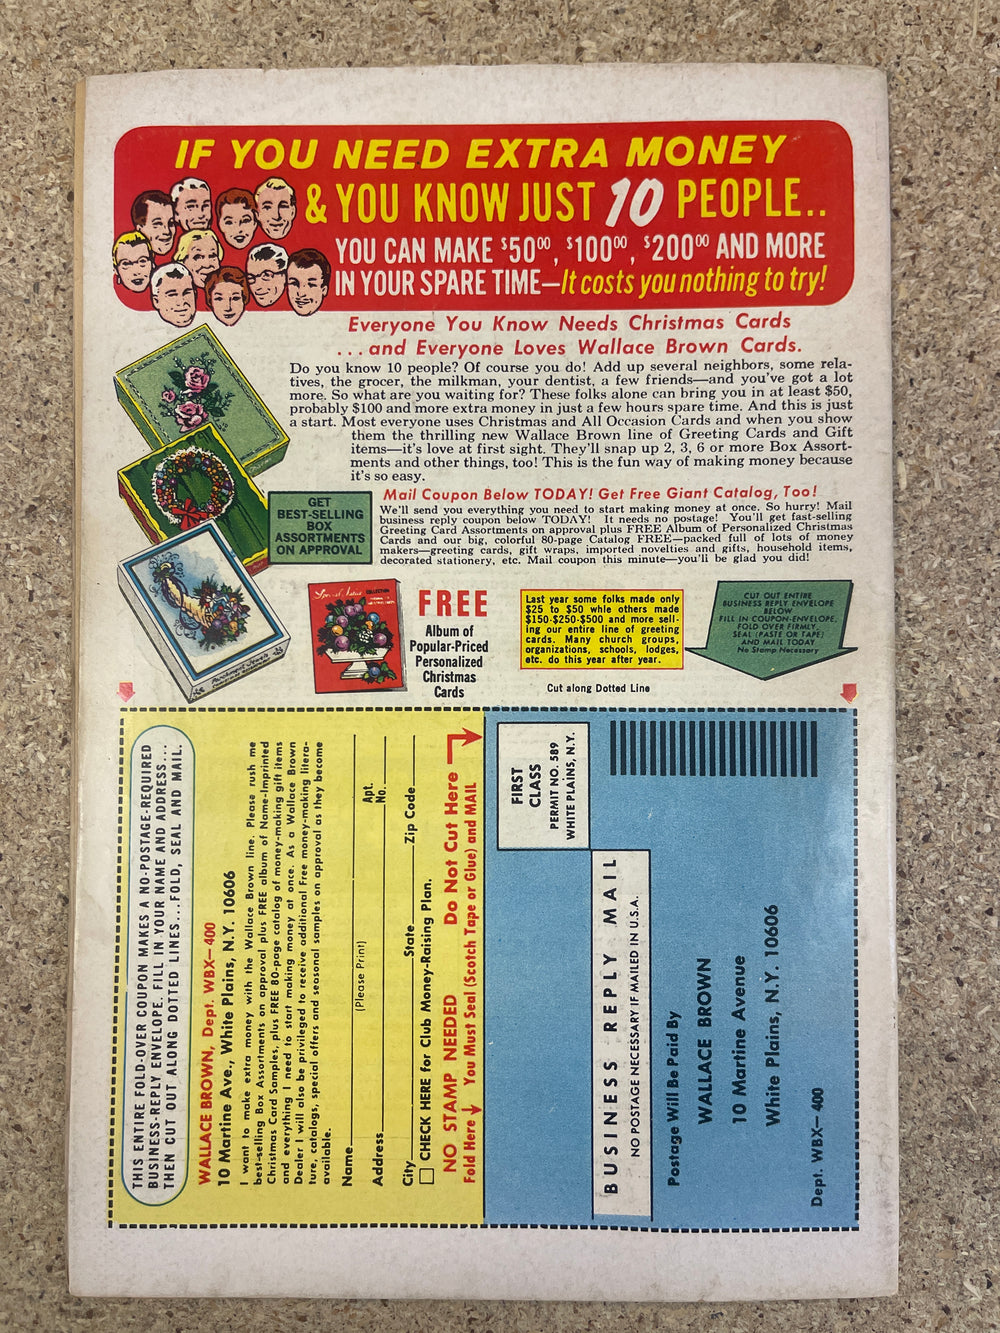 IF YOU NEED EXTRA MONEY
& YOU KNOW JUST 10 PEOPLE..
YOU CAN MAKE $50⁰⁰, $100⁰⁰, $200⁰⁰ AND MORE
IN YOUR SPARE TIME—It costs you nothing to try!
Everyone You Know Needs Christmas Cards
...and Everyone Loves Wallace Brown Cards.
Do you know 10 people? Of course you do! Add up several neighbors, some rela-
tives, the grocer, the milkman, your dentist, a few friends—and you've got a lot
more. So what are you waiting for? These folks alone can bring you in at least $50,
probably $100 and more extra money in just a few hours spare time. And this is just
a start. Most everyone uses Christmas and All Occasion Cards and when you show
them the thrilling new Wallace Brown line of Greeting Cards and Gift
items—it's love at first sight. They'll snap up 2, 3, 6 or more Box Assort-
ments and other things, too! This is the fun way of making money because
it's so easy.
GET
BEST-SELLING
BOX
ASSORTMENTS
ON APPROVAL
Mail Coupon Below TODAY! Get Free Giant Catalog, Too!
We'll send you everything you need to start making money at once. So hurry! Mail
business reply coupon below TODAY! It needs no postage! You'll get fast-selling
Greeting Card Assortments on approval plus FREE Album of Personalized Christmas
Cards and our big, colorful 80-page Catalog FREE—packed full of lots of money
makers—greeting cards, gift wraps, imported novelties and gifts, household items,
decorated stationery, etc. Mail coupon this minute—you'll be glad you did!
FREE
Album of
Popular-Priced
Personalized
Christmas
Cards
Last year some folks made only
$25 to $50 whle others made
$150-$250-$500 and more sell-
ing our entire line of greeting
cards. Many church groups,
organizations, schools, lodges,
etc. do this year after year.
CUT OUT ENTIRE
BUSINESS REPLY ENVELOPE
BELOW
FILL IN COUPON-ENVELOPE,
FOLD OVER FIRMLY,
SEAL (PASTE OR TAPE)
AND MAIL TODAY
No Stamp Necessary
Cut along Dotted Line
THIS ENTIRE FOLD-OVER COUPON MAKES A NO-POSTAGE-REQUIRED
BUSINESS-REPLY ENVELOPE. FILL IN YOUR NAME AND ADDRESS...
THEN CUT OUT ALONG DOTTED LINES...FOLD, SEAL AND MAIL.
WALLACE BROWN, Dept. WBX—400
10 Martine Ave., White Plains, N.Y. 10606
I want to make extra money with the Wallace Brown line. Please rush me
best-selling Box Assortments on approval plus FREE album of Name-Imprinted
Christmas Card Samples, plus FREE 80-page catalog of money-making gift items
and everything I need to start making money at once. As a Wallace Brown
Dealer I will also be privileged to receive additional Free money-making litera-
ture, catalogs, special offers and seasonal samples on approval as they become
available.
Name
(Please Print)
Address
Apt.
No.
City
State
Zip Code
CHECK HERE for Club Money-Raising Plan.
NO STAMP NEEDED Do Not Cut Here
Fold Here You Must Seal (Scotch Tape or Glue) and MAIL
FIRST
CLASS
PERMIT NO. 589
WHITE PLAINS, N.Y.
BUSINESS REPLY MAIL
NO POSTAGE NECESSARY IF MAILED IN U.S.A.
Postage Will Be Paid By
WALLACE BROWN
10 Martine Avenue
White Plains, N.Y. 10606
Dept. WBX—400